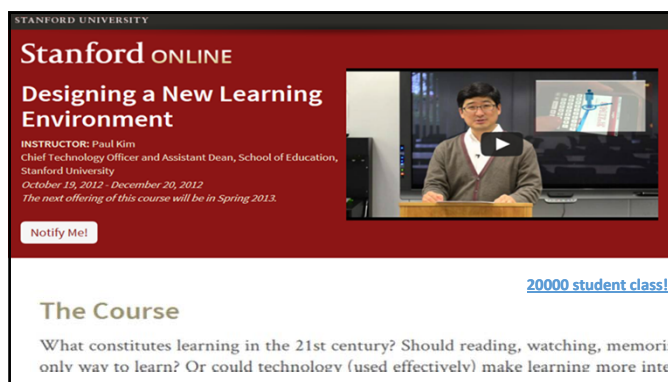 STANFORD UNIVERSITY
Stanford ONLINE
Designing a New Learning
Environment
INSTRUCTOR: Paul Kim
Chief Technology Officer and Assistant Dean, School of Education,
Stanford University
October 19, 2012 - December 20, 2012
The next offering of this course will be in Spring 2013.
Notify Me!
20000 student class!
The Course
What constitutes learning in the 21st century? Should reading, watching, memori
only way to learn? Or could technology (used effectively) make learning more inte